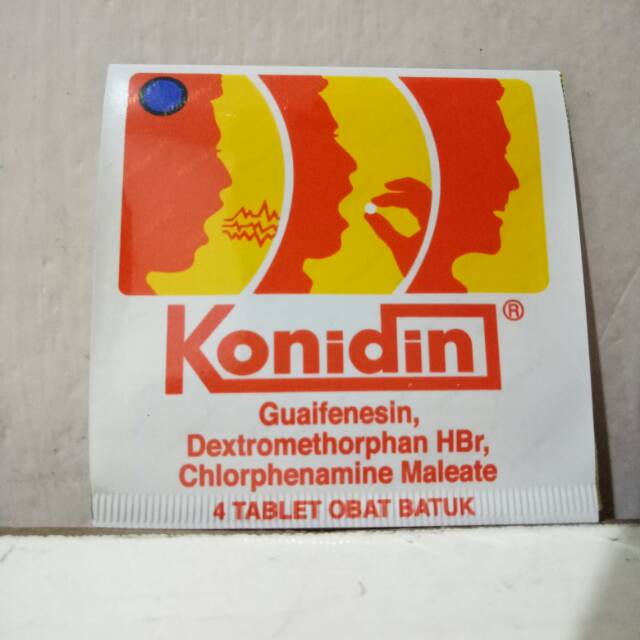 Konidin®
Guaifenesin,
Dextromethorphan HBr,
Chlorphenamine Maleate
4 TABLET OBAT BATUK